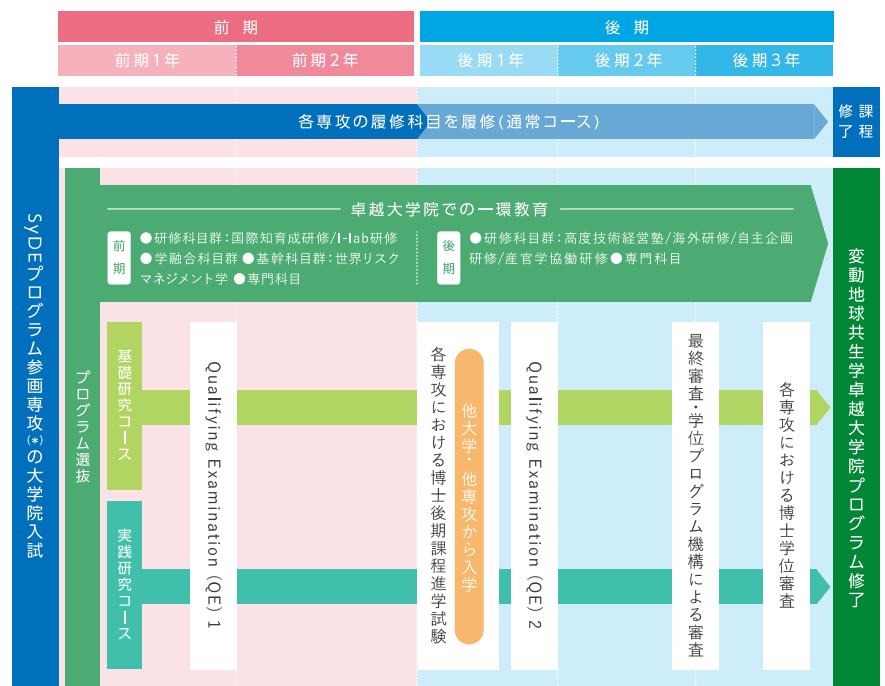 前期
後期
前期1年
前期2年
後期1年
後期2年
後期3年
SyDEプログラム参画専攻(*)の大学院入試
各専攻の履修科目を履修(通常コース)
課程
修了
プログラム選抜
卓越大学院での一環教育
前期
●研修科目群:国際知育成研修/I-lab研修
●学融合科目群 ●基幹科目群:世界リスク
マネジメント学 ●専門科目
後期
●研修科目群:高度技術経営塾/海外研修/自主企画
研修/産官学協働研修 ●専門科目
基礎研究コース
実践研究コース
Qualifying Examination (QE) 1
各専攻における博士後期課程進学試験
他大学・他専攻から入学
Qualifying Examination (QE) 2
最終審査・学位プログラム機構による審査
各専攻における博士学位審査
変動地球共生学卓越大学院プログラム修了